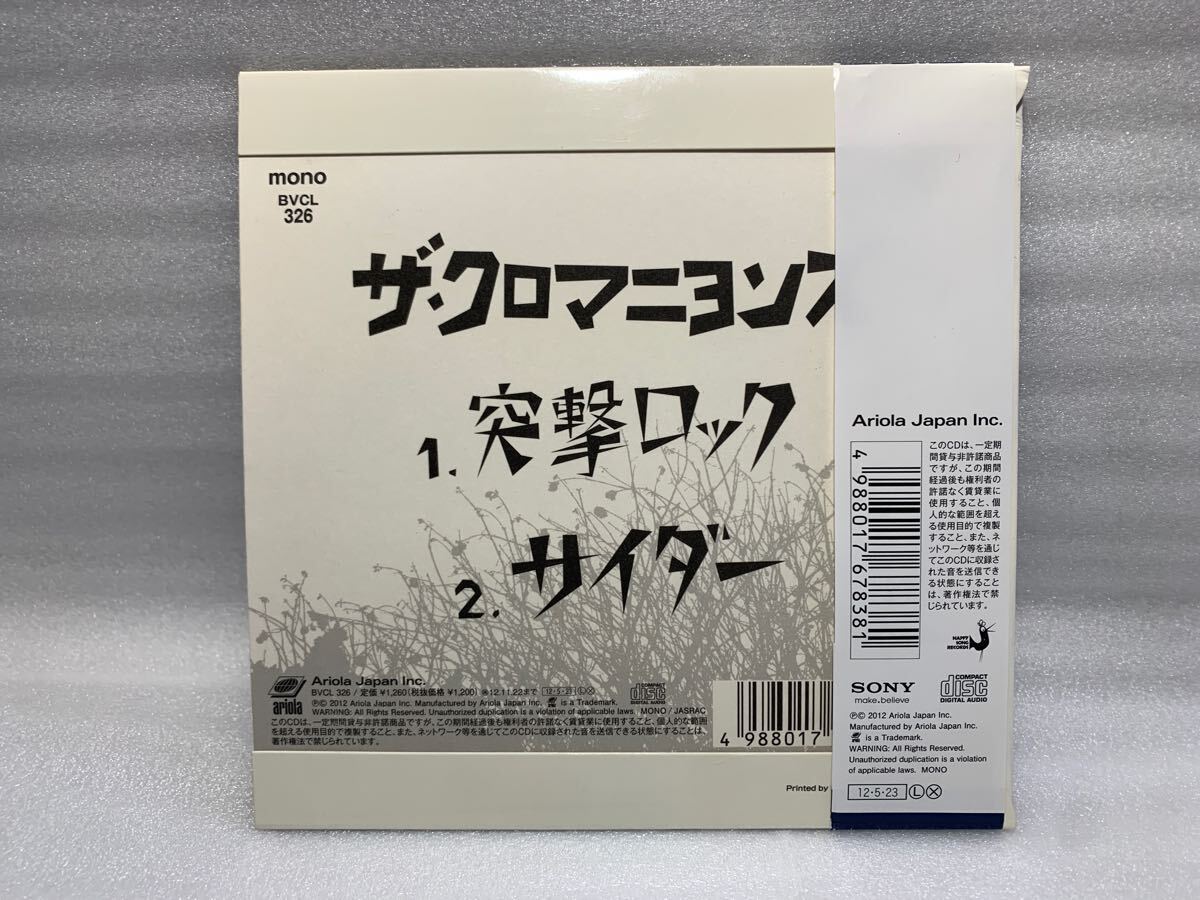 mono
BVCL
326
ザ・クロマニヨンズ
1. 突撃ロック
2. サイダー
ariola
Ariola Japan Inc.
BVCL 326 / 定価 ¥1,260(税抜価格 ¥1,200) 12.11.22まで 12・5・23 Ⓛ Ⓧ
Ⓟ© 2012 Ariola Japan Inc. Manufactured by Ariola Japan Inc. is a Trademark.
WARNING: All Rights Reserved. Unauthorized duplication is a violation of applicable laws. MONO / JASRAC
このCDは、一定期間貸与非許諾商品ですが、この期間経過後も権利者の許諾なく賃貸業に使用すること、個人的な範囲
を超える使用目的で複製すること、また、ネットワーク等を通じてこのCDに収録された音を送信できる状態にすることは、
著作権法で禁じられています。
COMPACT
disc
DIGITAL AUDIO
4 988017
Printed by
Ariola Japan Inc.
4 988017 678381
このCDは、一定期
間貸与非許諾商品
ですが、この期間
経過後も権利者の
許諾なく賃貸業に
使用すること、個
人的な範囲を超え
る使用目的で複製
すること、また、ネ
ットワーク等を通じ
てこのCDに収録さ
れた音を送信でき
る状態にすること
は、著作権法で禁
じられています。
HAPPY
SONG
RECORDS
SONY
make.believe
COMPACT
disc
DIGITAL AUDIO
Ⓟ© 2012 Ariola Japan Inc.
Manufactured by Ariola Japan Inc.
is a Trademark.
WARNING: All Rights Reserved.
Unauthorized duplication is a violation
of applicable laws. MONO
12・5・23 Ⓛ Ⓧ